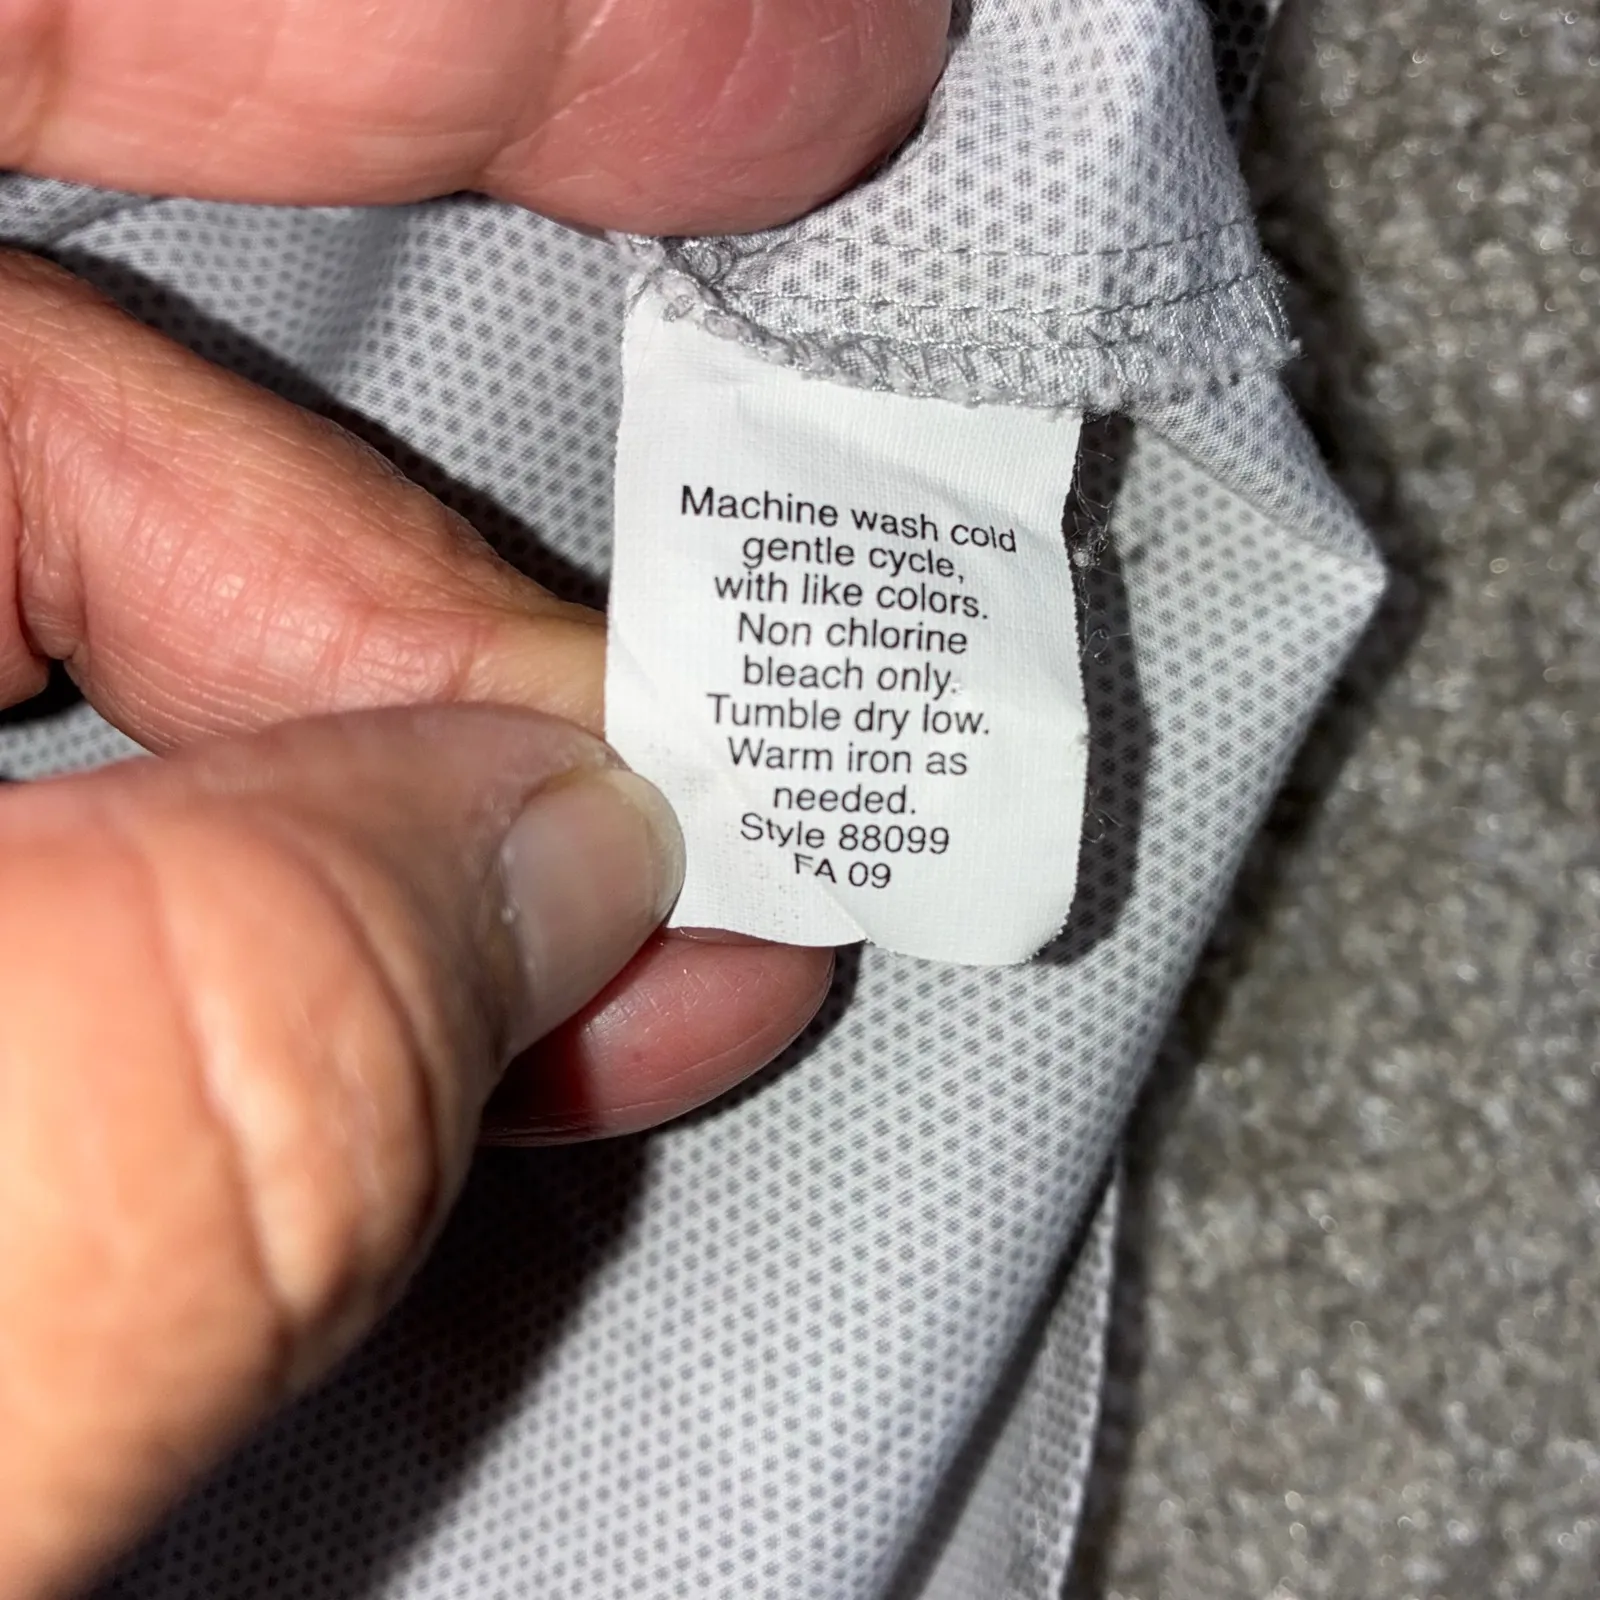 Machine wash cold
gentle cycle,
with like colors.
Non chlorine
bleach only.
Tumble dry low.
Warm iron as
needed.
Style 88099
FA 09